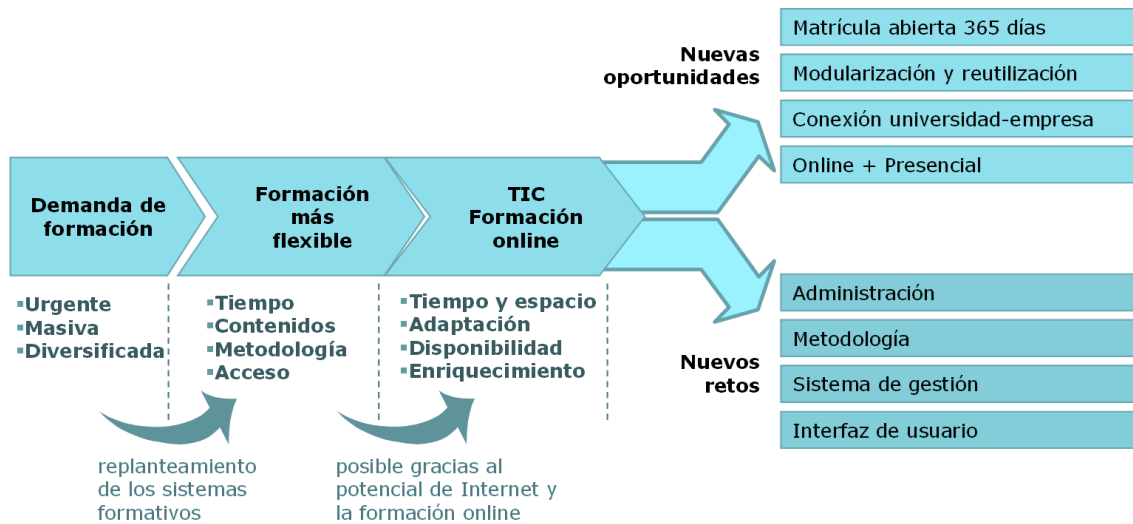 Demanda de
formación
▪Urgente
▪Masiva
▪Diversificada
replanteamiento
de los sistemas
formativos
Formación
más
flexible
▪Tiempo
▪Contenidos
▪Metodología
▪Acceso
posible gracias al
potencial de Internet y
la formación online
TIC
Formación
online
▪Tiempo y espacio
▪Adaptación
▪Disponibilidad
▪Enriquecimiento
Nuevas
oportunidades
Matrícula abierta 365 días
Modularización y reutilización
Conexión universidad-empresa
Online + Presencial
Nuevos
retos
Administración
Metodología
Sistema de gestión
Interfaz de usuario